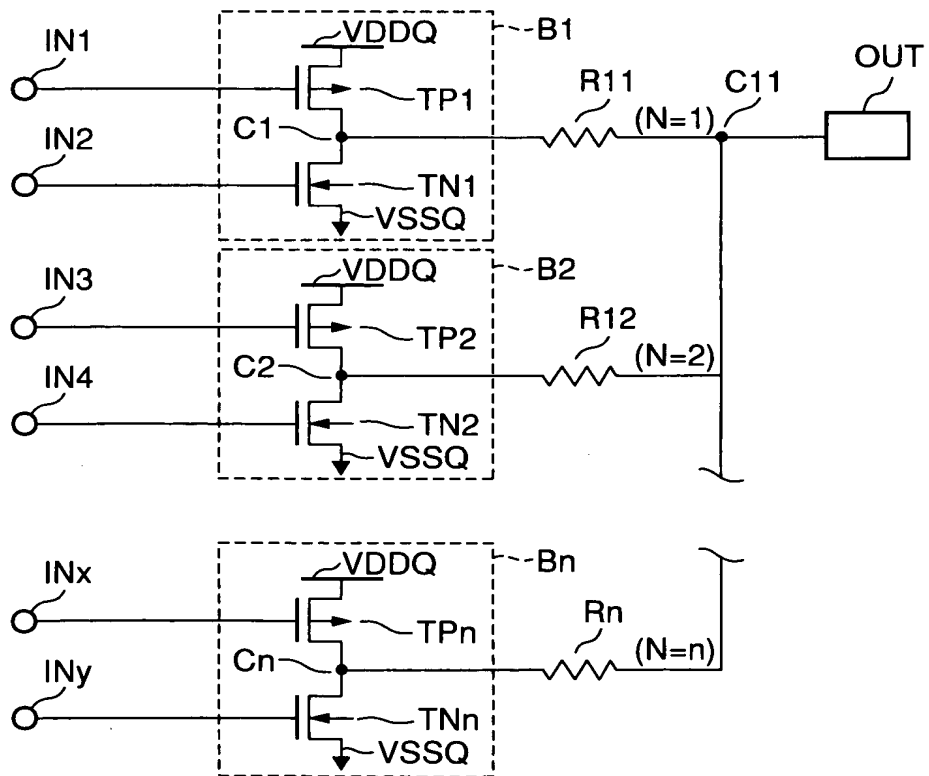 VDDQ
B1
IN1
R11
C11
OUT
TP1
C1
(N=1)
IN2
TN1
VSSQ
VDDQ
B2
IN3
R12
TP2
C2
(N=2)
IN4
TN2
VSSQ
VDDQ
Bn
INx
Rn
TPn
Cn
(N=n)
INy
TNn
VSSQ